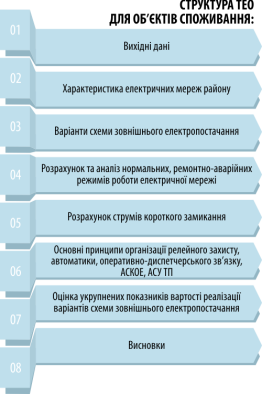 СТРУКТУРА ТЕО
ДЛЯ ОБ'ЄКТІВ СПОЖИВАННЯ:
01
Вихідні дані
02
Характеристика електричних мереж району
03
Варіанти схеми зовнішнього електропостачання
04
Розрахунок та аналіз нормальних, ремонтно-аварійних
режимів роботи електричної мережі
05
Розрахунок струмів короткого замикання
06
Основні принципи організації релейного захисту,
автоматики, оперативно-диспетчерського зв'язку,
АСКОЕ, АСУ ТП
07
Оцінка укрупнених показників вартості реалізації
варіантів схеми зовнішнього електропостачання
08
Висновки